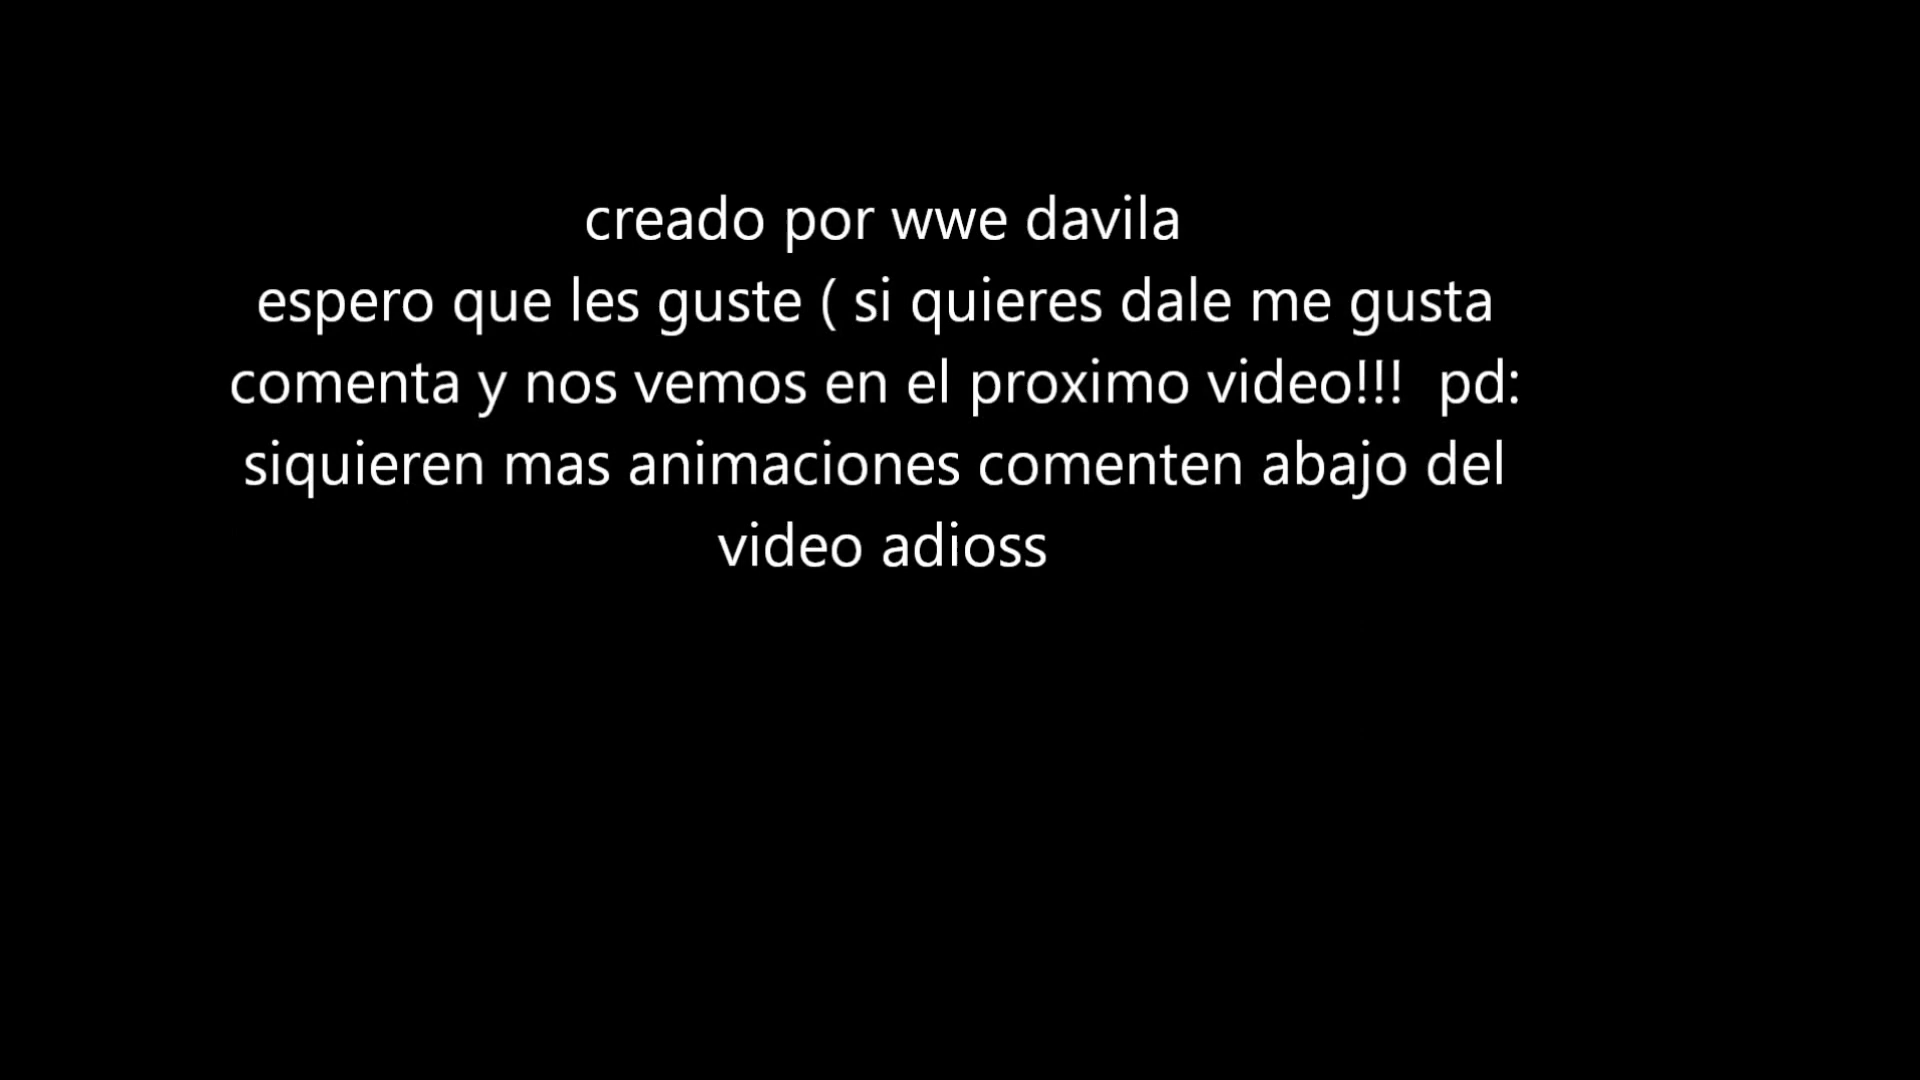 creado por wwe davila
espero que les guste ( si quieres dale me gusta
comenta y nos vemos en el proximo video!!!  pd:
siquieren mas animaciones comenten abajo del
video adioss